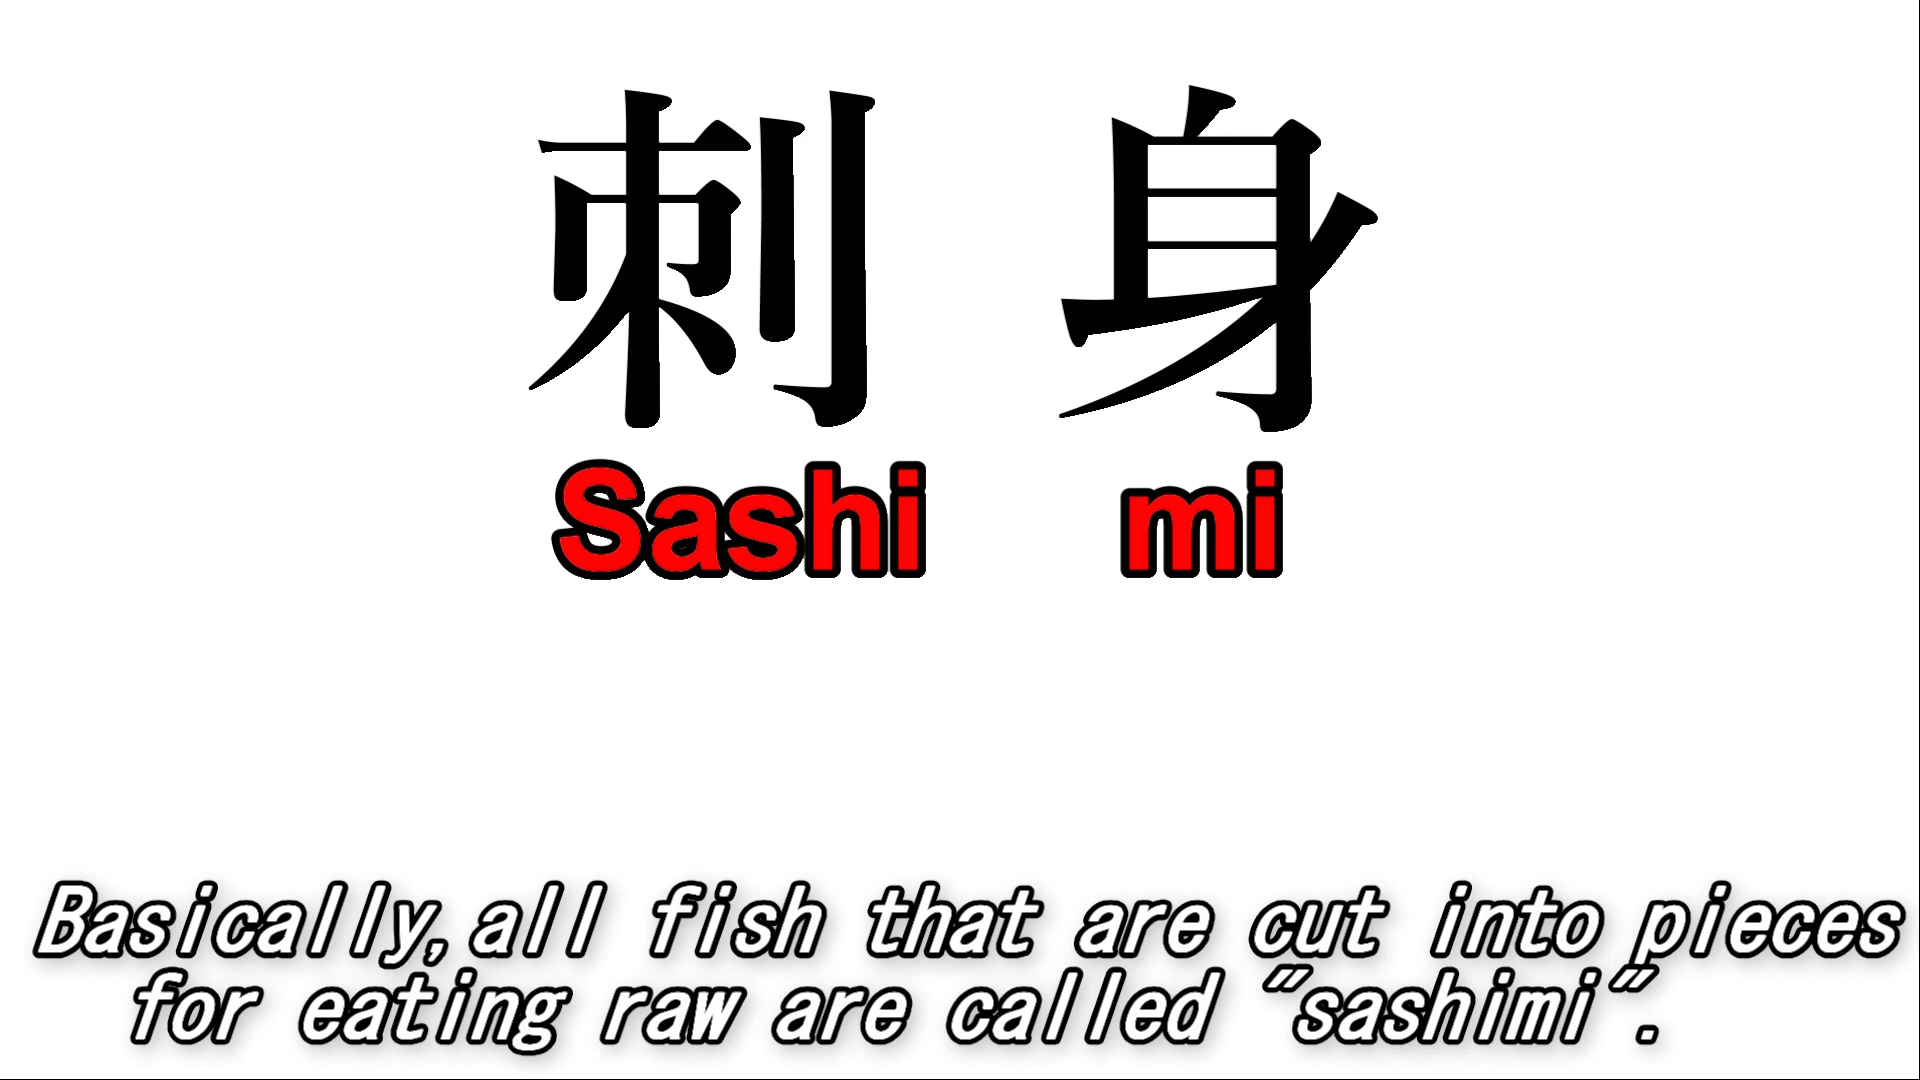 刺身
Sashi mi
Basically,all fish that are cut into pieces
for eating raw are called "sashimi".